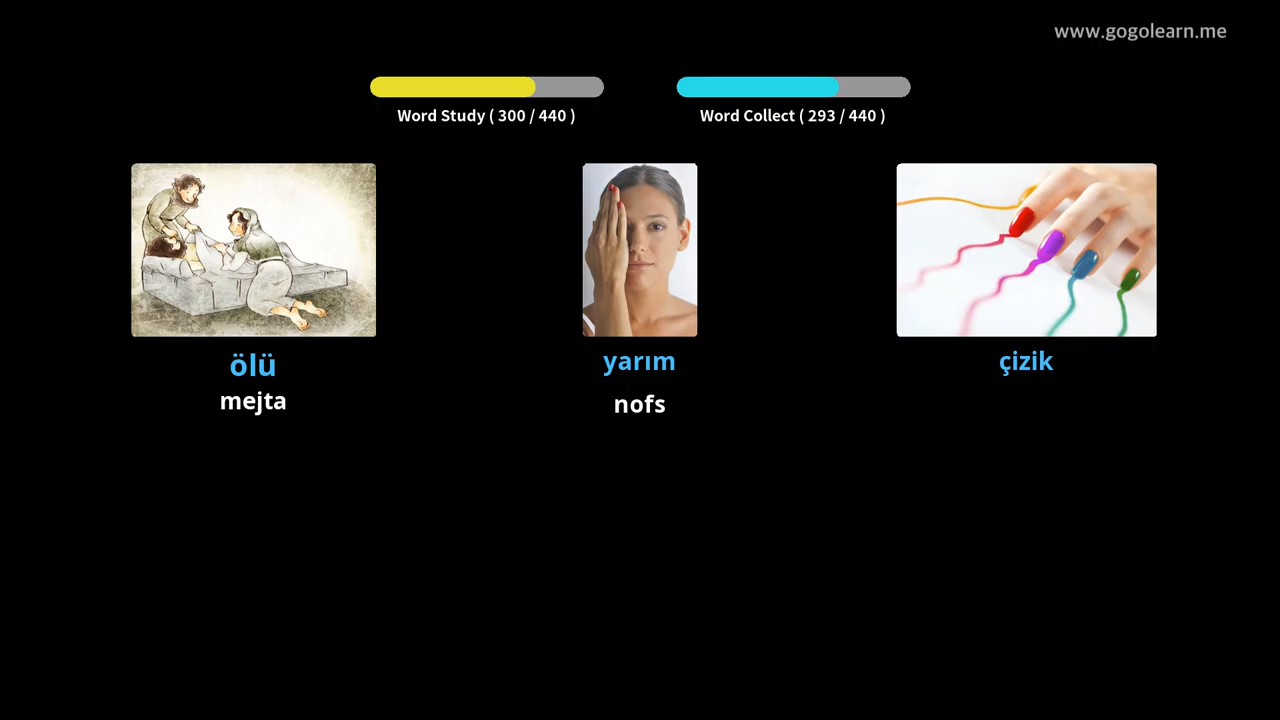 www.gogolearn.me
Word Study ( 300 / 440 )
Word Collect ( 293 / 440 )
ölü
mejta
yarım
nofs
çizik